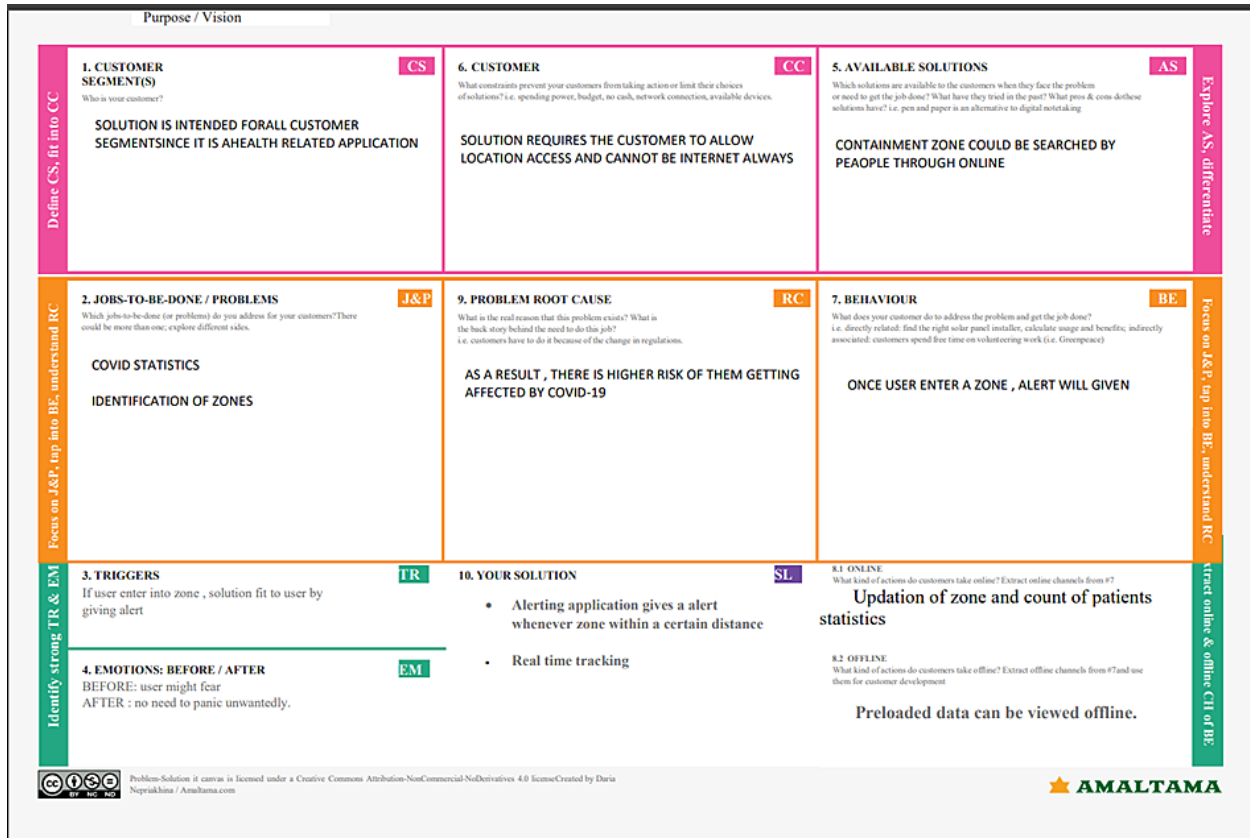 Purpose / Vision
Define CS, fit into CC
1. CUSTOMER
SEGMENT(S)
CS
Who is your customer?
SOLUTION IS INTENDED FORALL CUSTOMER
SEGMENTSINCE IT IS AHEALTH RELATED APPLICATION
6. CUSTOMER
CC
What constraints prevent your customers from taking action or limit their choices
of solutions? i.e. spending power, budget, no cash, network connection, available devices.
SOLUTION REQUIRES THE CUSTOMER TO ALLOW
LOCATION ACCESS AND CANNOT BE INTERNET ALWAYS
5. AVAILABLE SOLUTIONS
AS
Which solutions are available to the customers when they face the problem
or need to get the job done? What have they tried in the past? What pros & cons dothese
solutions have? i.e. pen and paper is an alternative to digital notetaking
CONTAINMENT ZONE COULD BE SEARCHED BY
PEAOPLE THROUGH ONLINE
Explore AS, differentiate
Focus on J&P, tap into BE, understand RC
2. JOBS-TO-BE-DONE / PROBLEMS
J&P
Which jobs-to-be-done (or problems) do you address for your customers?There
could be more than one; explore different sides.
COVID STATISTICS
IDENTIFICATION OF ZONES
9. PROBLEM ROOT CAUSE
RC
What is the real reason that this problem exists? What is
the back story behind the need to do this job?
i.e. customers have to do it because of the change in regulations.
AS A RESULT , THERE IS HIGHER RISK OF THEM GETTING
AFFECTED BY COVID-19
7. BEHAVIOUR
BE
What does your customer do to address the problem and get the job done?
i.e. directly related: find the right solar panel installer, calculate usage and benefits; indirectly
associated: customers spend free time on volunteering work (i.e. Greenpeace)
ONCE USER ENTER A ZONE , ALERT WILL GIVEN
Focus on J&P, tap into BE, understand RC
Identify strong TR & EM
3. TRIGGERS
TR
If user enter into zone , solution fit to user by
giving alert
4. EMOTIONS: BEFORE / AFTER
EM
BEFORE: user might fear
AFTER : no need to panic unwantedly.
10. YOUR SOLUTION
SL
• Alerting application gives a alert
whenever zone within a certain distance
• Real time tracking
8.1 ONLINE
What kind of actions do customers take online? Extract online channels from #7
Updation of zone and count of patients
statistics
8.2 OFFLINE
What kind of actions do customers take offline? Extract offline channels from #7and use
them for customer development
Preloaded data can be viewed offline.
xtract online & offline CH of BE
cc
BY NC ND
Problem-Solution it canvas is licensed under a Creative Commons Attribution-NonCommercial-NoDerivatives 4.0 licenseCreated by Daria
Nepriakhina / Amaltama.com
AMALTAMA